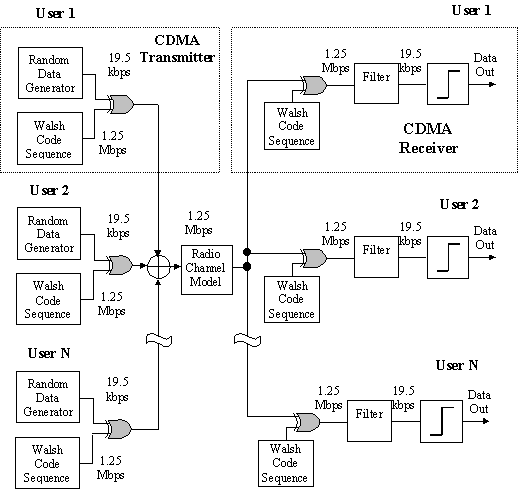 User 1
User 1
CDMA
Transmitter
19.5
kbps
Random
Data
Generator
Walsh
Code
Sequence
1.25
Mbps
1.25
Mbps
19.5
kbps
Data
Out
Filter
Walsh
Code
Sequence
CDMA
Receiver
User 2
User 2
Random
Data
Generator
19.5
kbps
Walsh
Code
Sequence
1.25
Mbps
1.25
Mbps
Radio
Channel
Model
1.25
Mbps
19.5
kbps
Data
Out
Filter
Walsh
Code
Sequence
User N
User N
Random
Data
Generator
19.5
kbps
Walsh
Code
Sequence
1.25
Mbps
1.25
Mbps
19.5
kbps
Data
Out
Filter
Walsh
Code
Sequence